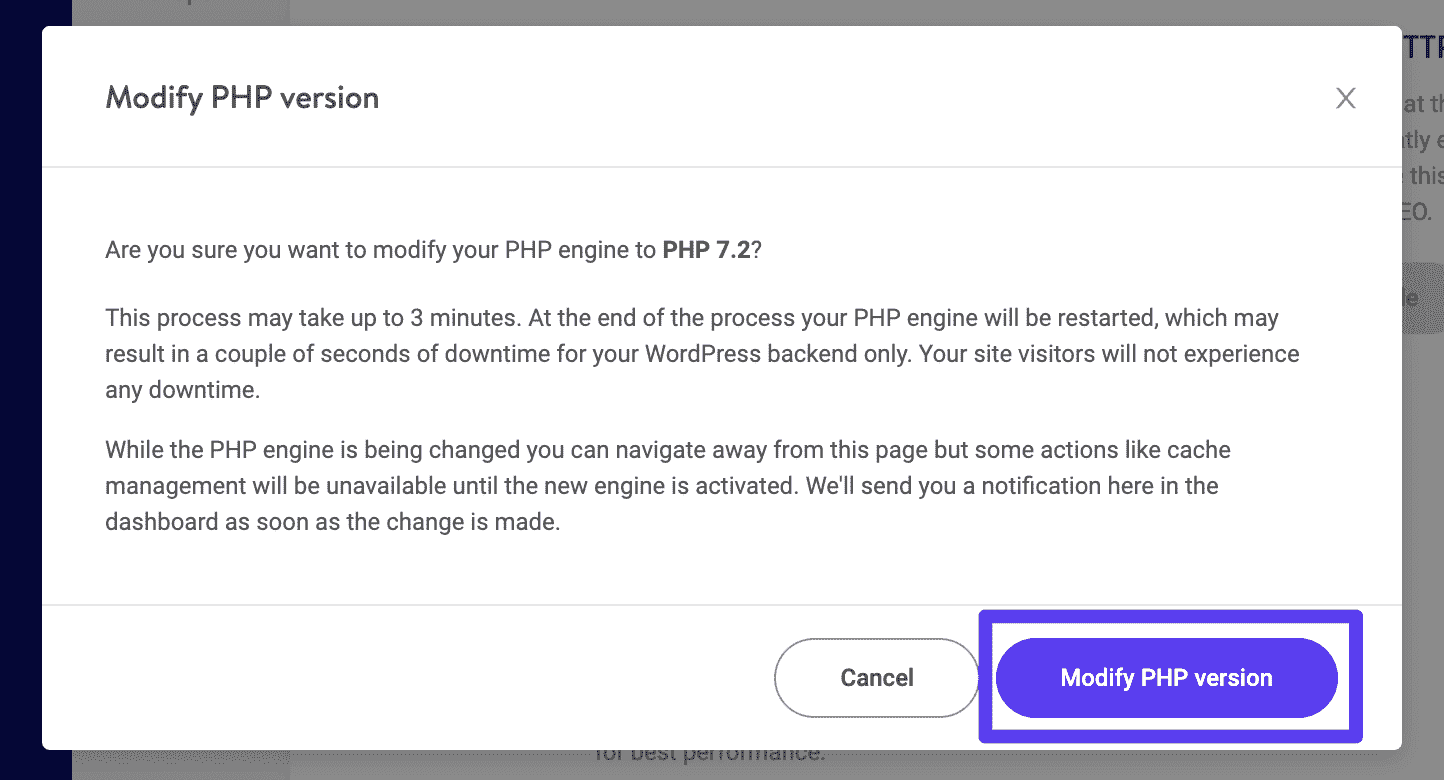 Modify PHP version
Are you sure you want to modify your PHP engine to PHP 7.2?
This process may take up to 3 minutes. At the end of the process your PHP engine will be restarted, which may
result in a couple of seconds of downtime for your WordPress backend only. Your site visitors will not experience
any downtime.
While the PHP engine is being changed you can navigate away from this page but some actions like cache
management will be unavailable until the new engine is activated. We'll send you a notification here in the
dashboard as soon as the change is made.
Cancel
Modify PHP version
for best performance.